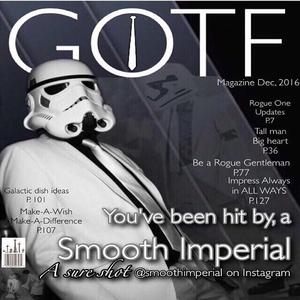 GOTF
Magazine Dec, 2016
Rogue One
Updates
P.7
Tall man
Big heart
P.36
Be a Rogue Gentleman
P.77
Impress Always
in ALL WAYS
P.127
Galactic dish ideas
P. 101
Make-A-Wish
Make-A-Difference
P.107
You've been hit by, a
Smooth Imperial
A sure shot @smoothimperial on Instagram